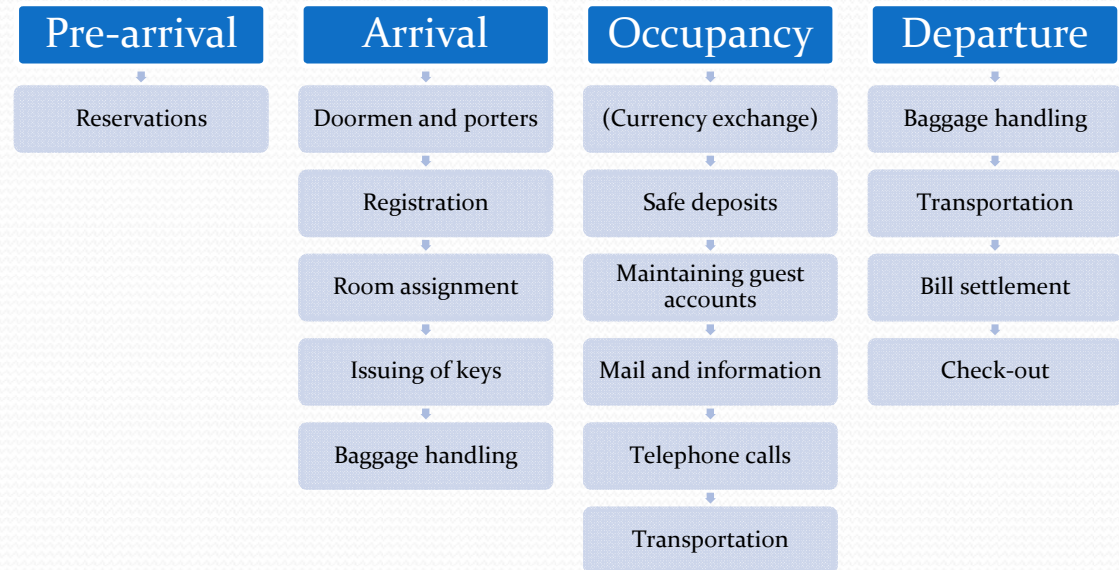 Pre-arrival
Reservations
Arrival
Doormen and porters
Registration
Room assignment
Issuing of keys
Baggage handling
Occupancy
(Currency exchange)
Safe deposits
Maintaining guest
accounts
Mail and information
Telephone calls
Transportation
Departure
Baggage handling
Transportation
Bill settlement
Check-out